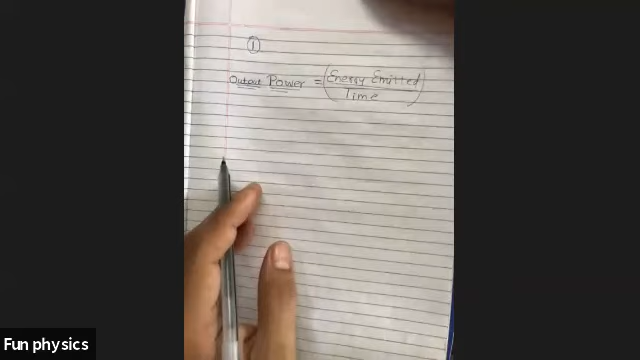 ①
Output Power = (Energy Emitted / Time)
Fun physics